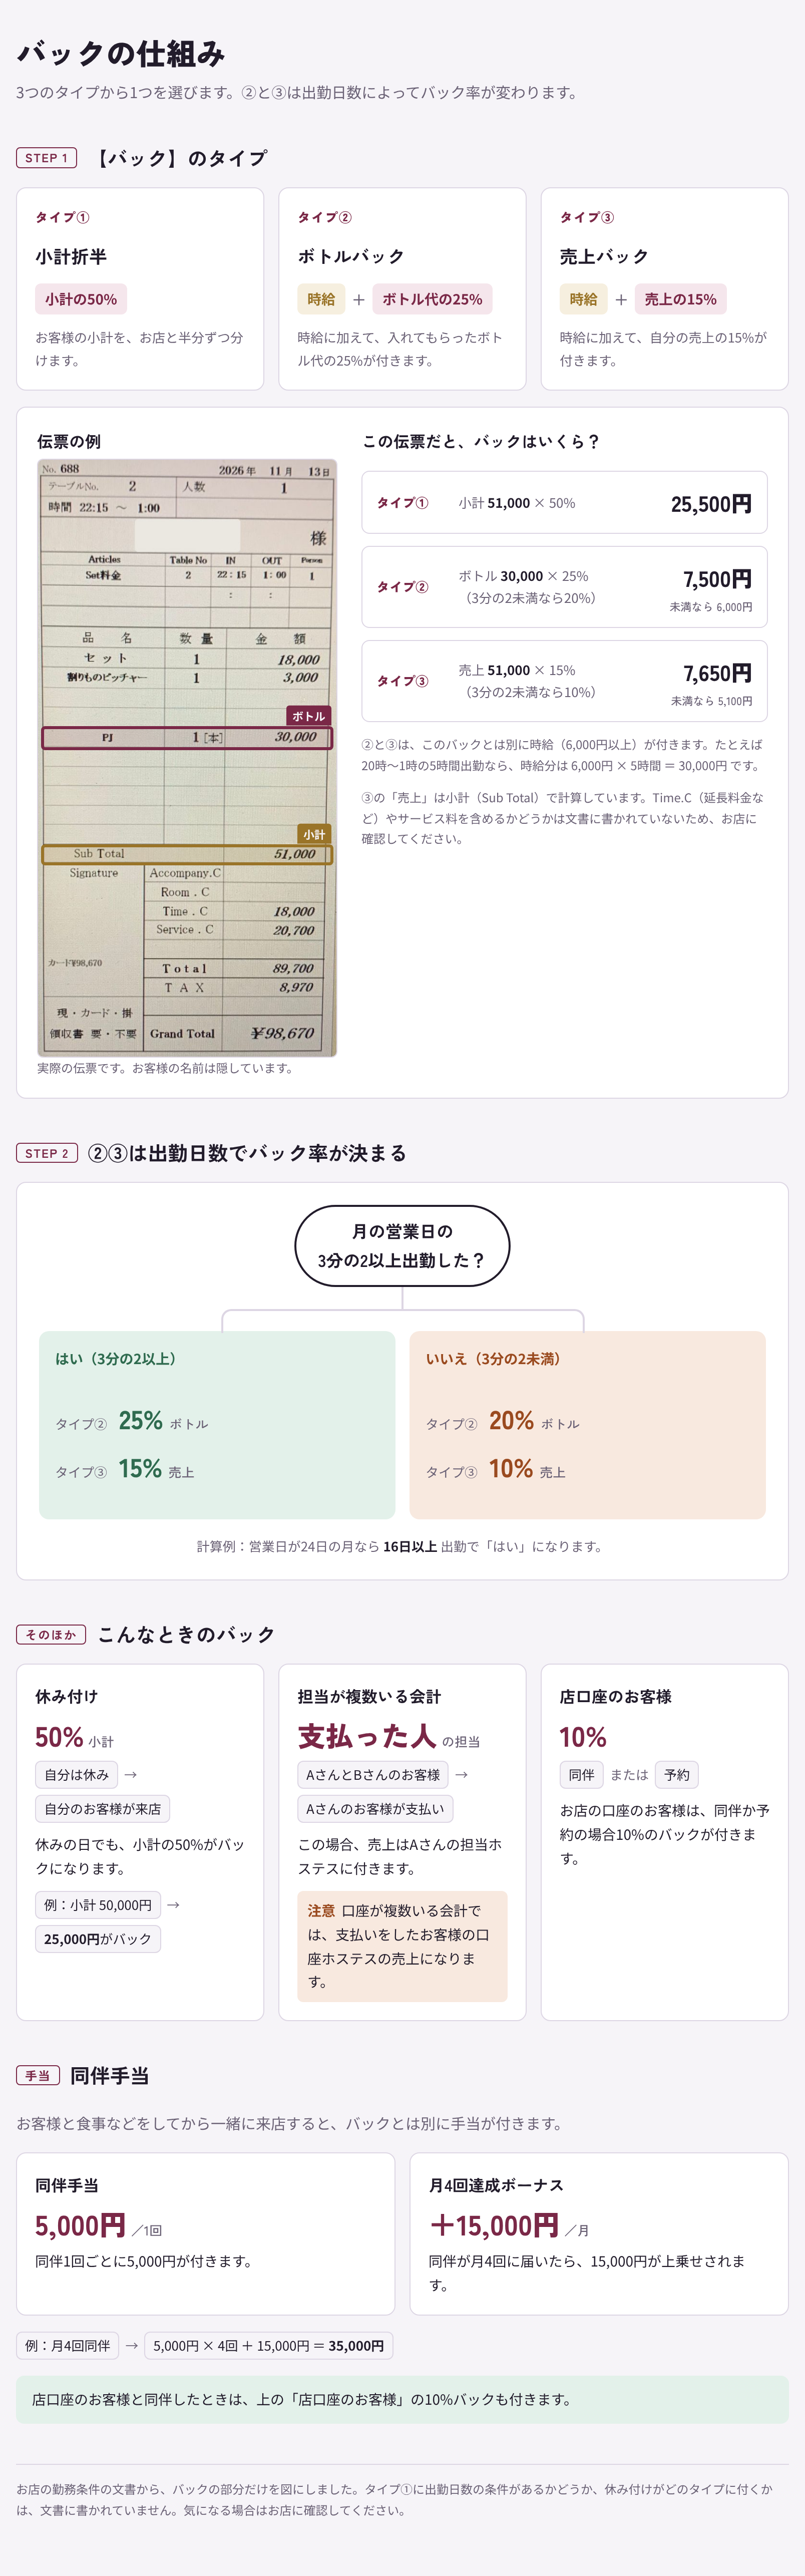 バックの仕組み
3つのタイプから1つを選びます。②と③は出勤日数によってバック率が変わります。
STEP 1 【バック】のタイプ
タイプ①
小計折半
小計の50%
お客様の小計を、お店と半分ずつ分
けます。
タイプ②
ボトルバック
時給 + ボトル代の25%
時給に加えて、入れてもらったボト
ル代の25%が付きます。
タイプ③
売上バック
時給 + 売上の15%
時給に加えて、自分の売上の15%が
付きます。
伝票の例
No. 688 2026年 11月 13日
テーブルNo. 2 人数 1
時間 22:15 ～ 1:00
様
Articles Table No IN OUT Person
Set料金 2 22:15 1:00 1
: :
品 名 数 量 金 額
セット 1 18,000
割りものピッチャー 1 3,000
ボトル
PJ 1 [本] 30,000
小計
Sub Total 51,000
Signature Accompany.C
Room . C
Time . C 18,000
Service . C 20,700
カード¥98,670
Total 89,700
TAX 8,970
現・カード・掛
領収書 要・不要 Grand Total ¥98,670
実際の伝票です。お客様の名前は隠しています。
この伝票だと、バックはいくら？
タイプ① 小計 51,000 × 50% 25,500円
タイプ② ボトル 30,000 × 25% 7,500円
（3分の2未満なら20%） 未満なら 6,000円
タイプ③ 売上 51,000 × 15% 7,650円
（3分の2未満なら10%） 未満なら 5,100円
②と③は、このバックとは別に時給（6,000円以上）が付きます。たとえば
20時〜1時の5時間出勤なら、時給分は 6,000円 × 5時間 = 30,000円 です。
③の「売上」は小計（Sub Total）で計算しています。Time.C（延長料金な
ど）やサービス料を含めるかどうかは文書に書かれていないため、お店に
確認してください。
STEP 2 ②③は出勤日数でバック率が決まる
月の営業日の
3分の2以上出勤した？
はい（3分の2以上）
タイプ② 25% ボトル
タイプ③ 15% 売上
いいえ（3分の2未満）
タイプ② 20% ボトル
タイプ③ 10% 売上
計算例：営業日が24日の月なら 16日以上 出勤で「はい」になります。
そのほか こんなときのバック
休み付け
50% 小計
自分は休み →
自分のお客様が来店
休みの日でも、小計の50%がバッ
クになります。
例：小計 50,000円 →
25,000円がバック
担当が複数いる会計
支払った人 の担当
AさんとBさんのお客様 →
Aさんのお客様が支払い
この場合、売上はAさんの担当ホ
ステスに付きます。
注意 口座が複数いる会計で
は、支払いをしたお客様の口
座ホステスの売上になりま
す。
店口座のお客様
10%
同伴 または 予約
お店の口座のお客様は、同伴か予
約の場合10%のバックが付きま
す。
手当 同伴手当
お客様と食事などをしてから一緒に来店すると、バックとは別に手当が付きます。
同伴手当
5,000円 ／1回
同伴1回ごとに5,000円が付きます。
月4回達成ボーナス
＋15,000円 ／月
同伴が月4回に届いたら、15,000円が上乗せされま
す。
例：月4回同伴 → 5,000円 × 4回 + 15,000円 = 35,000円
店口座のお客様と同伴したときは、上の「店口座のお客様」の10%バックも付きます。
お店の勤務条件の文書から、バックの部分だけを図にしました。タイプ①に出勤日数の条件があるかどうか、休み付けがどのタイプに付くか
は、文書に書かれていません。気になる場合はお店に確認してください。